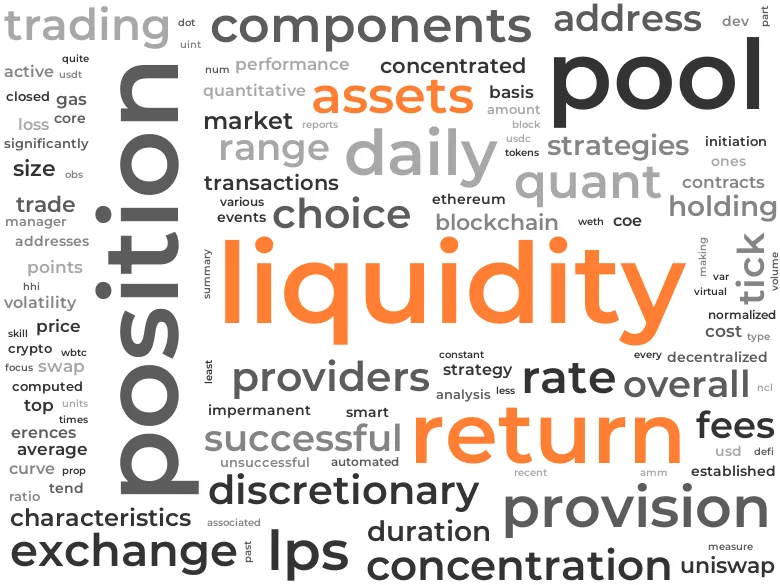 trading
dot
uint
components
address
dev
part
quite
active
usdt
num
performance
concentrated
pool
closed
gas
quantitative
assets
basis
amount
loss
core
market
reports
block
usdc
tokens
significantly
range
daily
strategies
initiation
ones
size
obs
position
transactions
quant
contracts
trade
manager
various
events
choice
ethereum
blockchain
weth
coe
holding
addresses
points
hhi
volatility
summary
liquidity
making
tick
volume
var
virtual
skill
price
normalized
cost
type
crypto
wbtc
focus
swap
least
providers
constant
strategy
analysis
less
rate
every
decentralized
overall
ncl
computed
top
units
times
impermanent
smart
return
fees
erences
average
successful
unsuccessful
automated
usd
defi
curve
prop
recent
amm
established
ratio
tend
discretionary
provision
characteristics
associated
duration
exchange
past
lps
concentration
measure
uniswap